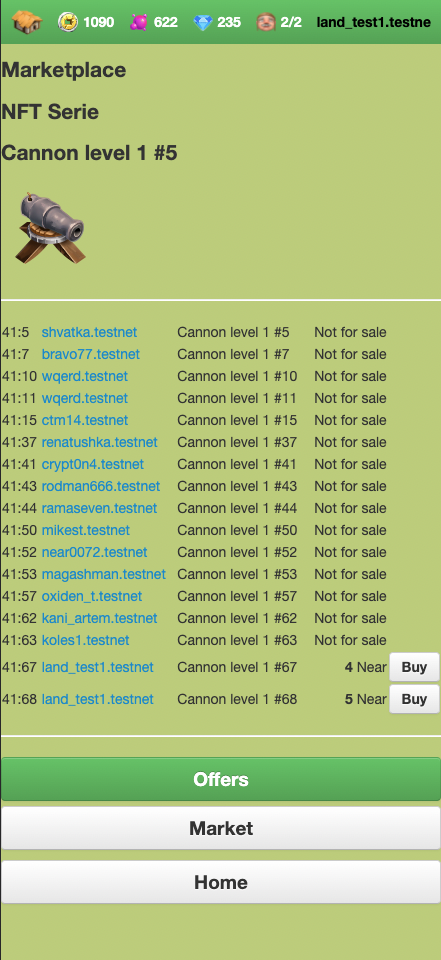 1090 622 235 2/2 land_test1.testne
Marketplace
NFT Serie
Cannon level 1 #5
41:5 shvatka.testnet Cannon level 1 #5 Not for sale
41:7 bravo77.testnet Cannon level 1 #7 Not for sale
41:10 wqerd.testnet Cannon level 1 #10 Not for sale
41:11 wqerd.testnet Cannon level 1 #11 Not for sale
41:15 ctm14.testnet Cannon level 1 #15 Not for sale
41:37 renatushka.testnet Cannon level 1 #37 Not for sale
41:41 crypt0n4.testnet Cannon level 1 #41 Not for sale
41:43 rodman666.testnet Cannon level 1 #43 Not for sale
41:44 ramaseven.testnet Cannon level 1 #44 Not for sale
41:50 mikest.testnet Cannon level 1 #50 Not for sale
41:52 near0072.testnet Cannon level 1 #52 Not for sale
41:53 magashman.testnet Cannon level 1 #53 Not for sale
41:57 oxiden_t.testnet Cannon level 1 #57 Not for sale
41:62 kani_artem.testnet Cannon level 1 #62 Not for sale
41:63 koles1.testnet Cannon level 1 #63 Not for sale
41:67 land_test1.testnet Cannon level 1 #67 4 Near Buy
41:68 land_test1.testnet Cannon level 1 #68 5 Near Buy
Offers
Market
Home